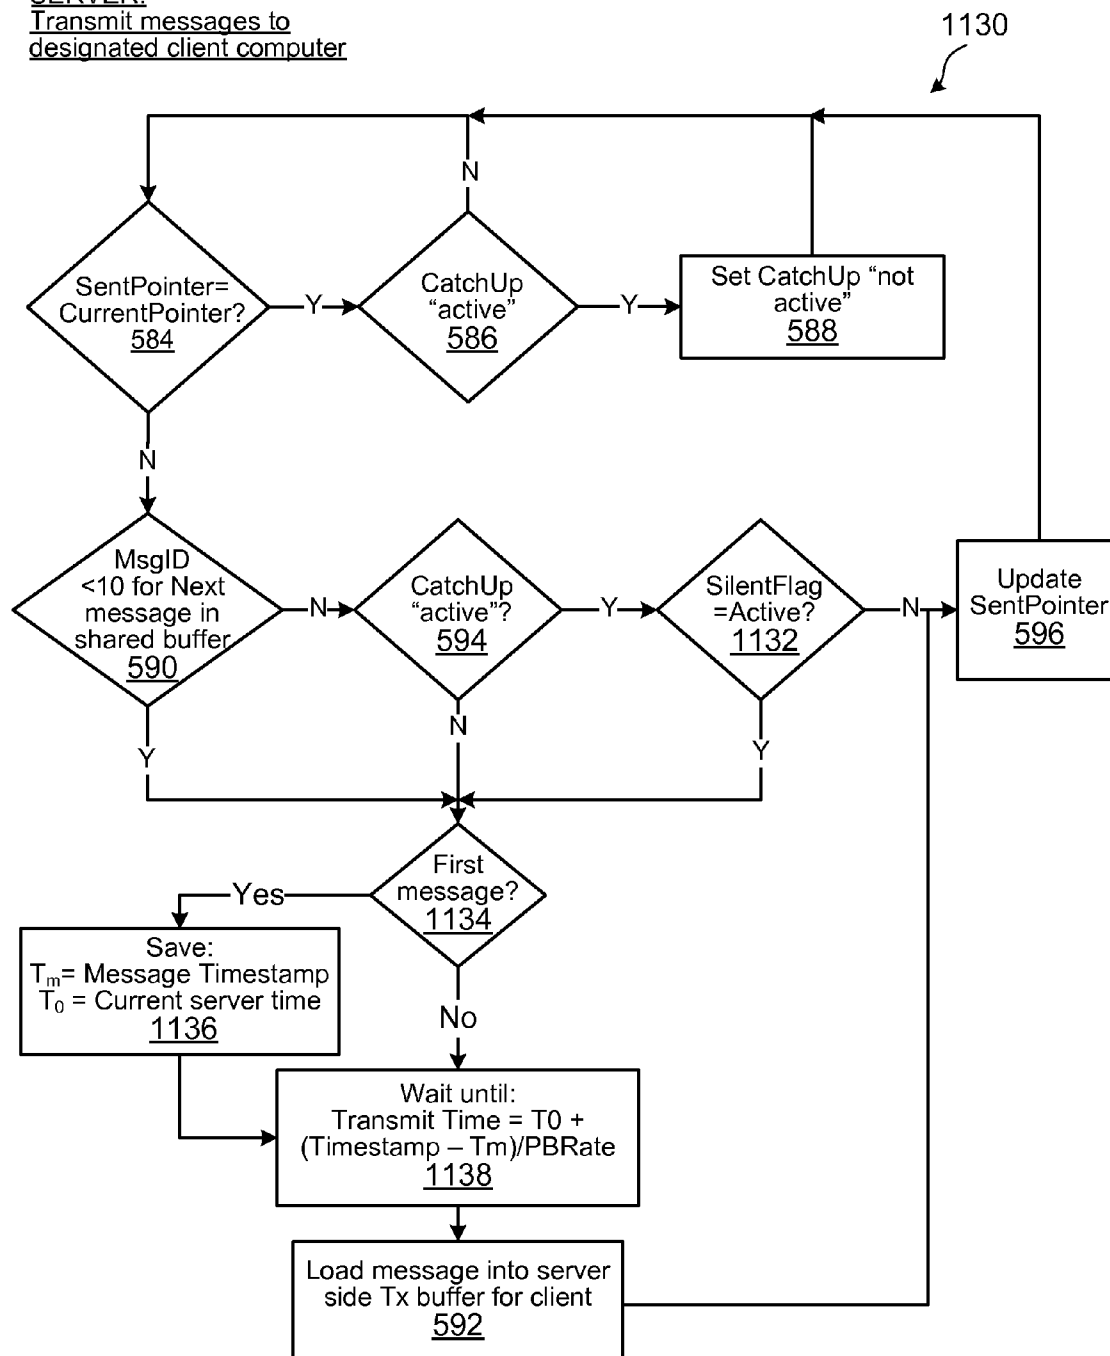 SERVER:
Transmit messages to
designated client computer
1130
SentPointer=
CurrentPointer?
584
Y
CatchUp
“active”
586
N
Y
Set CatchUp “not
active”
588
N
MsgID
<10 for Next
message in
shared buffer
590
N
CatchUp
“active”?
594
Y
SilentFlag
=Active?
1132
N
Update
SentPointer
596
Y
N
Y
First
message?
1134
Yes
No
Save:
Tm= Message Timestamp
T0 = Current server time
1136
Wait until:
Transmit Time = T0 +
(Timestamp – Tm)/PBRate
1138
Load message into server
side Tx buffer for client
592